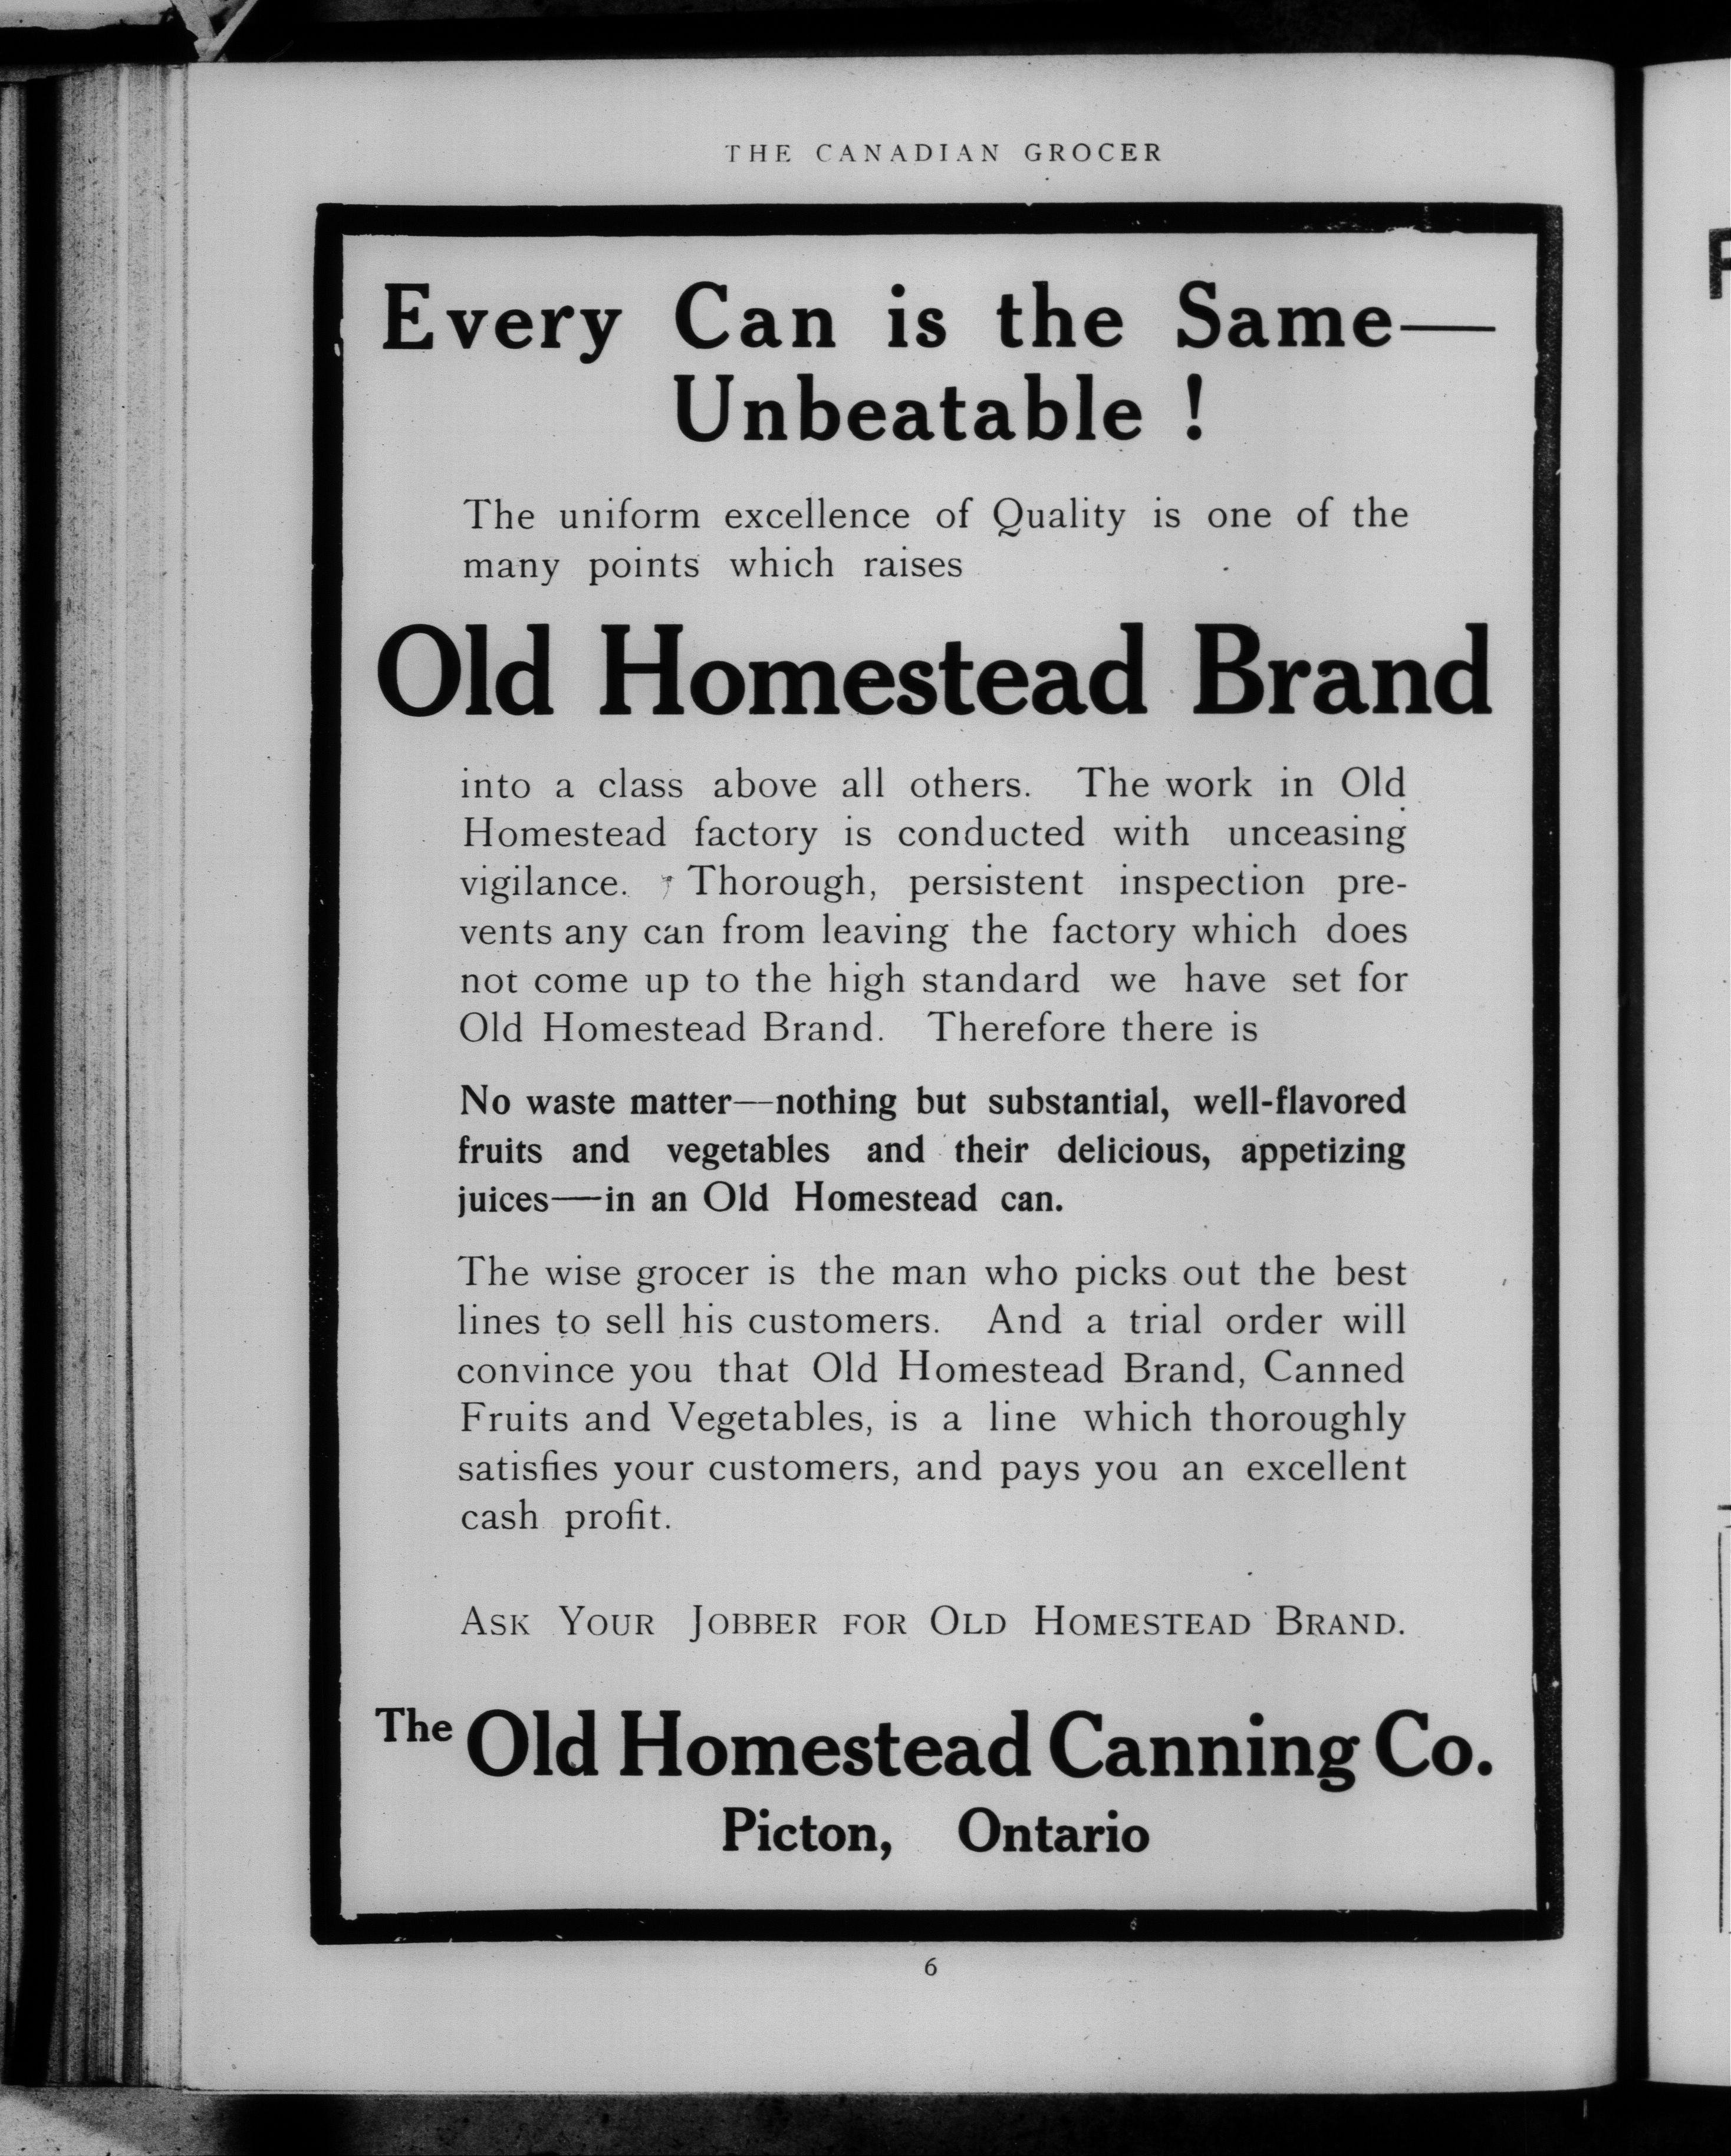 THE CANADIAN GROCER
Every Can is the Same—
Unbeatable !
The uniform excellence of Quality is one of the
many points which raises
Old Homestead Brand
into a class above all others. The work in Old
Homestead factory is conducted with unceasing
vigilance. Thorough, persistent inspection pre-
vents any can from leaving the factory which does
not come up to the high standard we have set for
Old Homestead Brand. Therefore there is
No waste matter—nothing but substantial, well-flavored
fruits and vegetables and their delicious, appetizing
juices—in an Old Homestead can.
The wise grocer is the man who picks out the best
lines to sell his customers. And a trial order will
convince you that Old Homestead Brand, Canned
Fruits and Vegetables, is a line which thoroughly
satisfies your customers, and pays you an excellent
cash profit.
ASK YOUR JOBBER FOR OLD HOMESTEAD BRAND.
The Old Homestead Canning Co.
Picton, Ontario
6